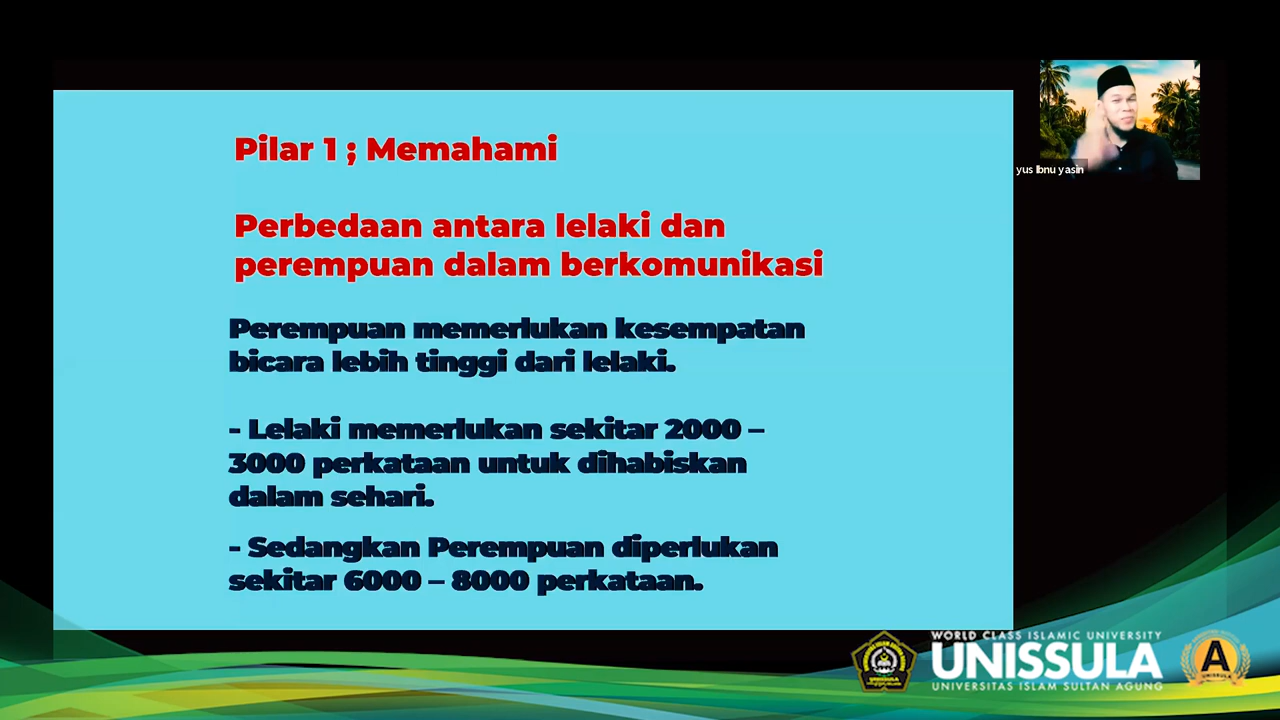 Pilar 1 ; Memahami
Perbedaan antara lelaki dan
perempuan dalam berkomunikasi
Perempuan memerlukan kesempatan
bicara lebih tinggi dari lelaki.
- Lelaki memerlukan sekitar 2000 –
3000 perkataan untuk dihabiskan
dalam sehari.
- Sedangkan Perempuan diperlukan
sekitar 6000 – 8000 perkataan.
yus Ibnu yasin
WORLD CLASS ISLAMIC UNIVERSITY
UNISSULA
UNIVERSITAS ISLAM SULTAN AGUNG
A
UNISSULA